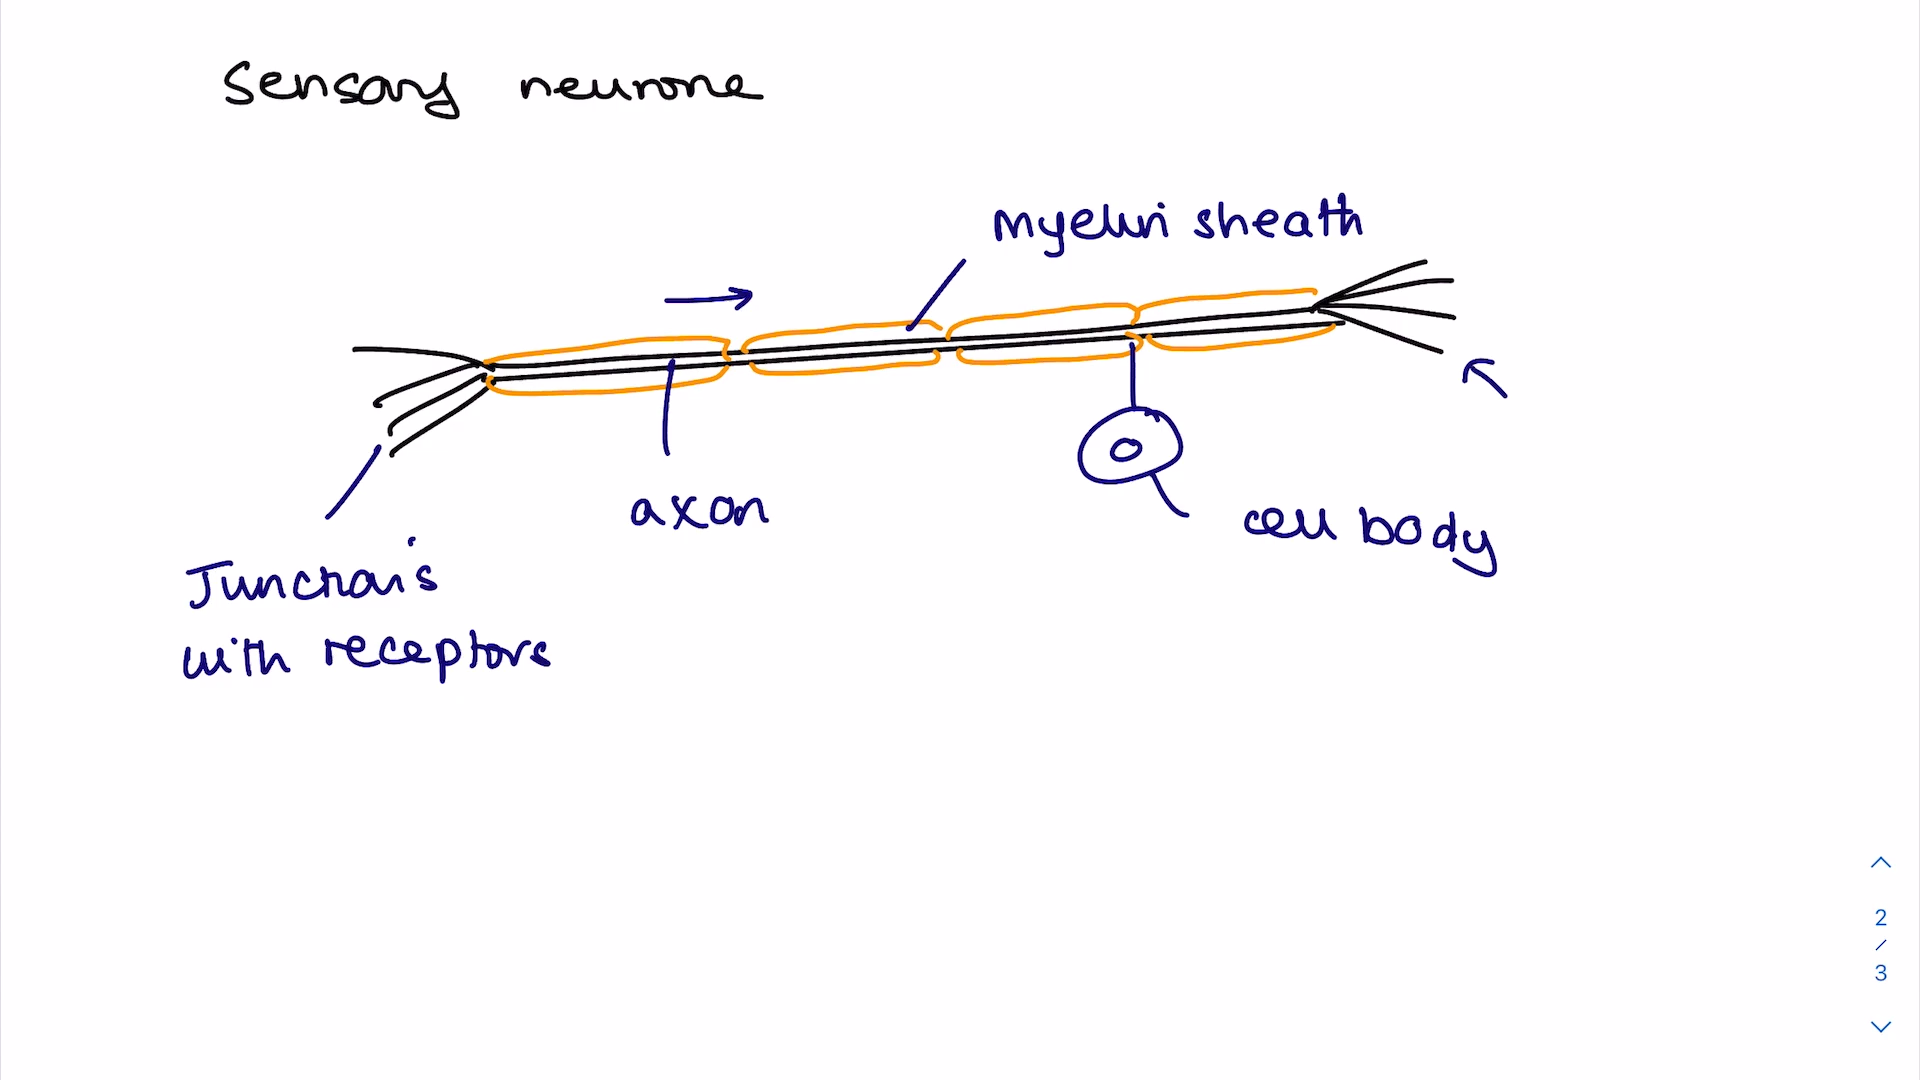 Sensory neurone
myelin sheath
axon
cell body
Junctions
with receptors
2
/
3